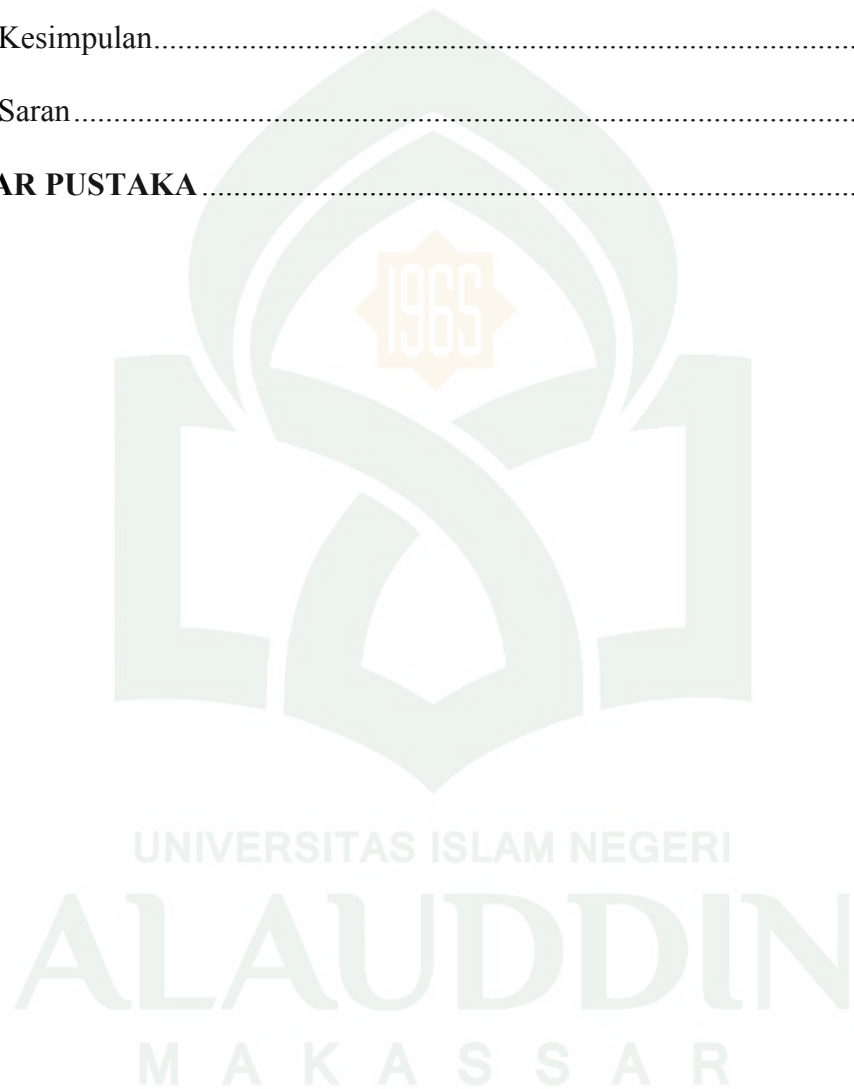 Kesimpulan....................................................................................
Saran..............................................................................................
AR PUSTAKA..................................................................................
1965
UNIVERSITAS ISLAM NEGERI
ALAUDDIN
MAKASSAR